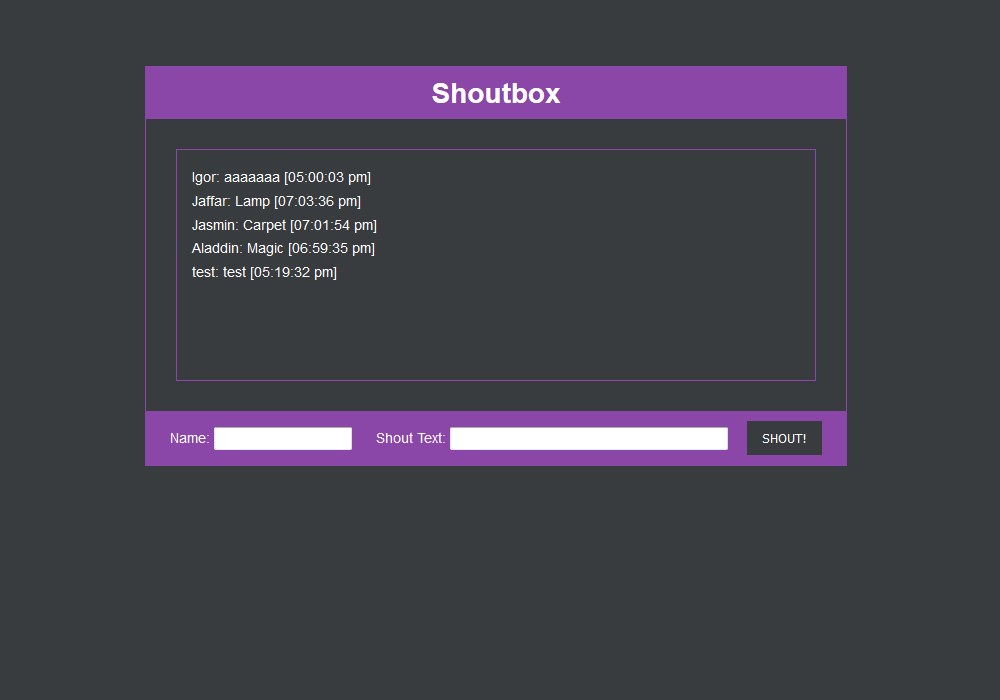 Shoutbox
Igor: aaaaaaa [05:00:03 pm]
Jaffar: Lamp [07:03:36 pm]
Jasmin: Carpet [07:01:54 pm]
Aladdin: Magic [06:59:35 pm]
test: test [05:19:32 pm]
Name: Shout Text: SHOUT!